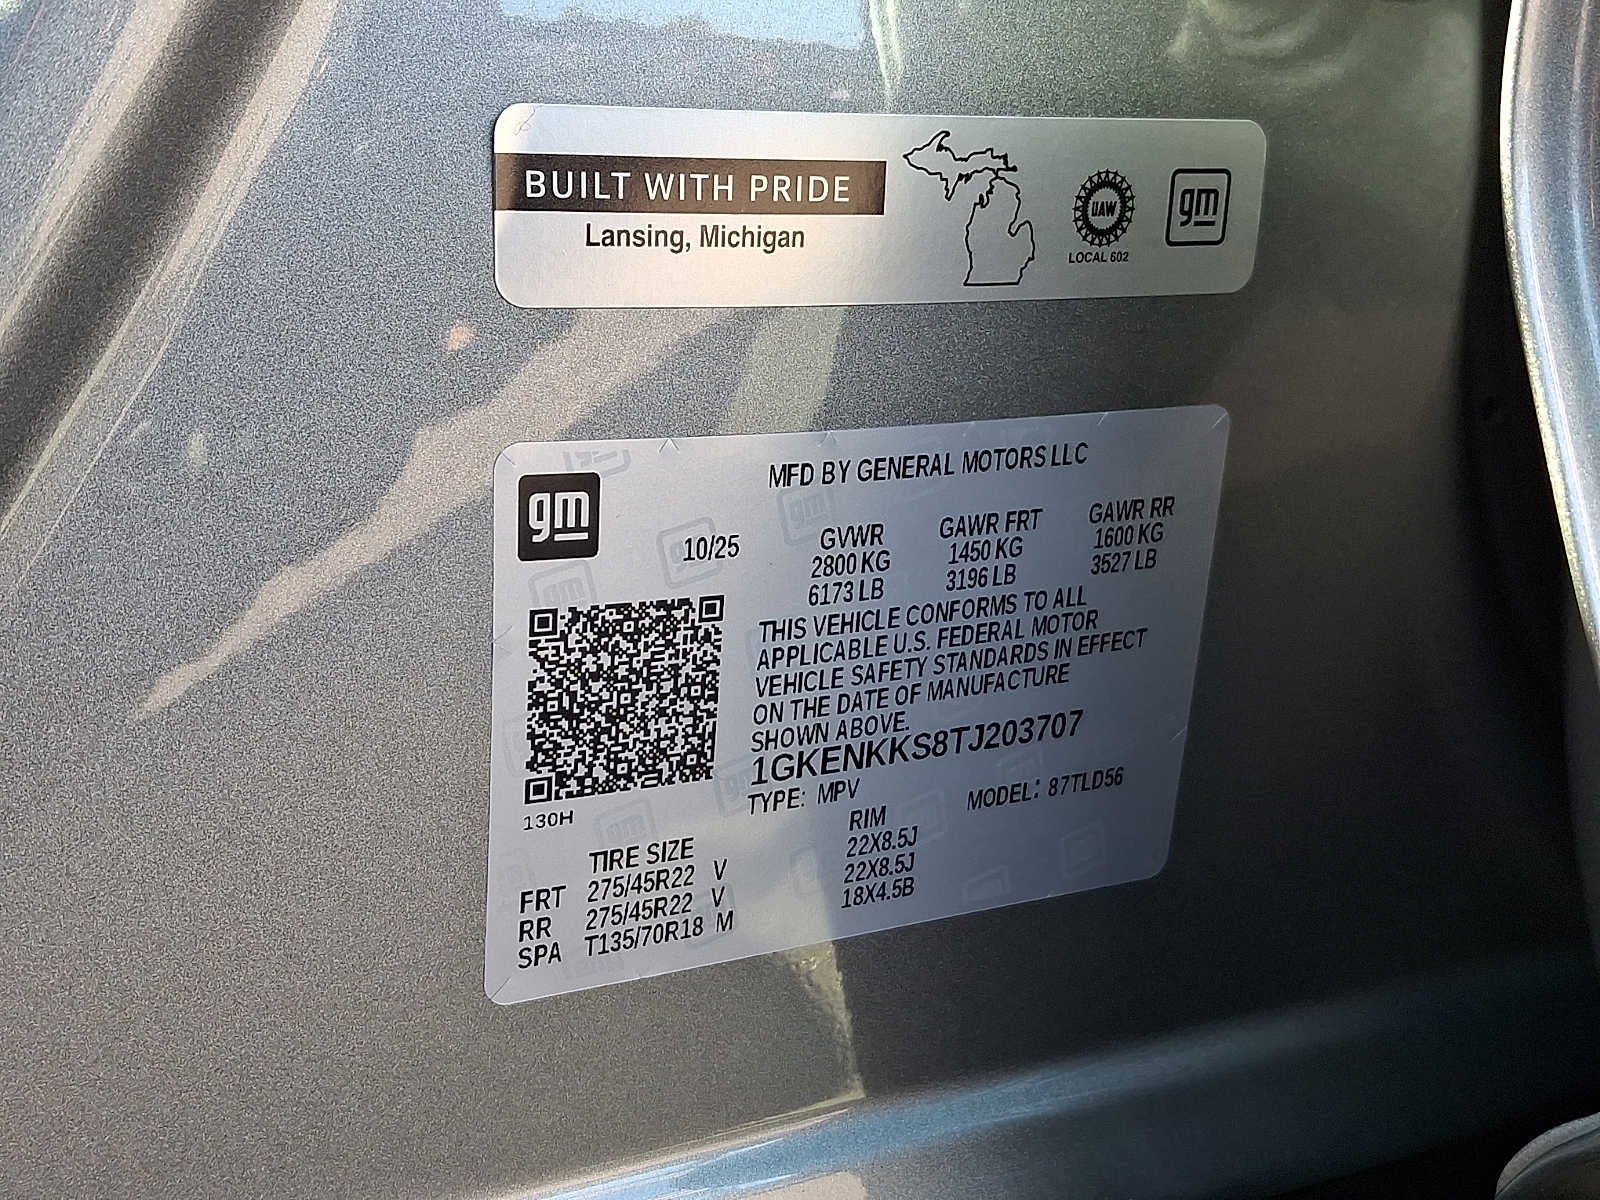 BUILT WITH PRIDE
Lansing, Michigan
UAW
LOCAL 602
gm
gm
MFD BY GENERAL MOTORS LLC
10/25
GVWR GAWR FRT GAWR RR
2800 KG 1450 KG 1600 KG
6173 LB 3196 LB 3527 LB
THIS VEHICLE CONFORMS TO ALL
APPLICABLE U.S. FEDERAL MOTOR
VEHICLE SAFETY STANDARDS IN EFFECT
ON THE DATE OF MANUFACTURE
SHOWN ABOVE.
1GKENKKS8TJ203707
TYPE: MPV MODEL: 87TLD56
130H
TIRE SIZE RIM
FRT 275/45R22 V 22X8.5J
RR 275/45R22 V 22X8.5J
SPA T135/70R18 M 18X4.5B